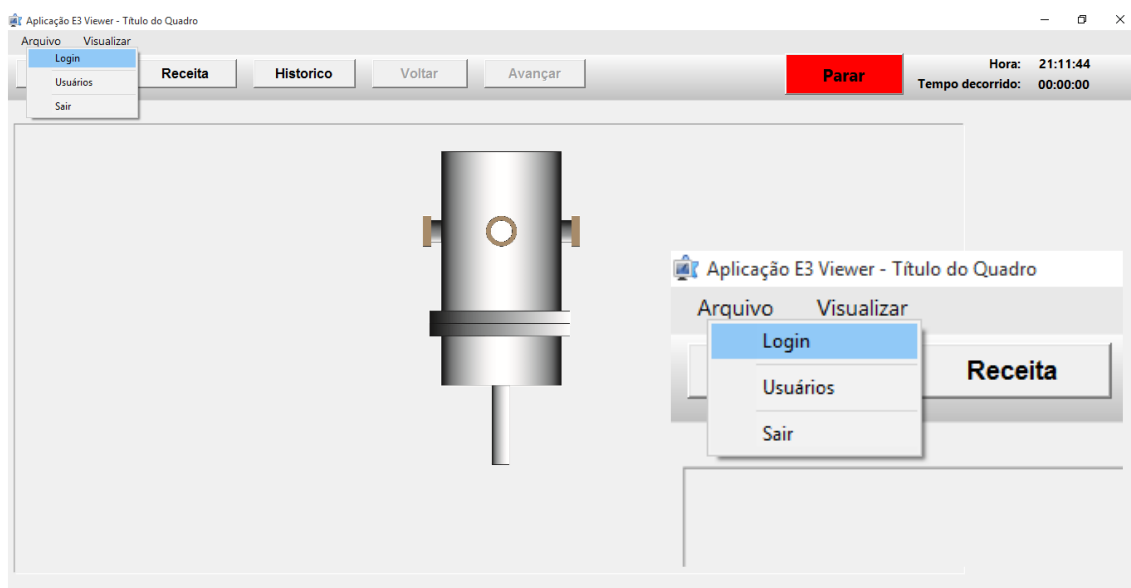 Aplicação E3 Viewer - Título do Quadro
Arquivo Visualizar
Login
Usuários
Sair
Receita Historico Voltar Avançar Parar
Hora: 21:11:44
Tempo decorrido: 00:00:00
Aplicação E3 Viewer - Título do Quadro
Arquivo Visualizar
Login
Usuários
Sair
Receita